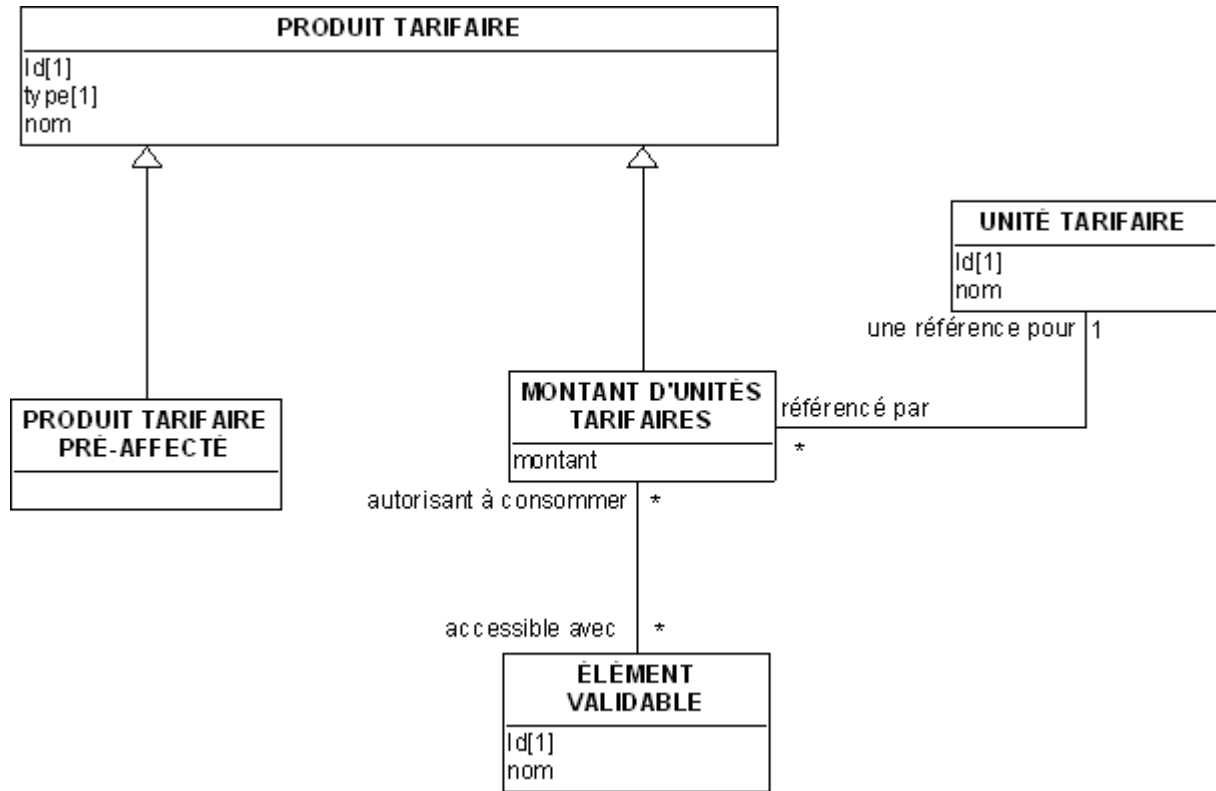 PRODUIT TARIFAIRE
Id[1]
type[1]
nom
UNITÉ TARIFAIRE
Id[1]
nom
une référence pour
1
MONTANT D'UNITÉS
TARIFAIRES
montant
référencé par
*
PRODUIT TARIFAIRE
PRÉ-AFFECTÉ
autorisant à consommer
*
accessible avec
*
ÉLÉMENT
VALIDABLE
Id[1]
nom